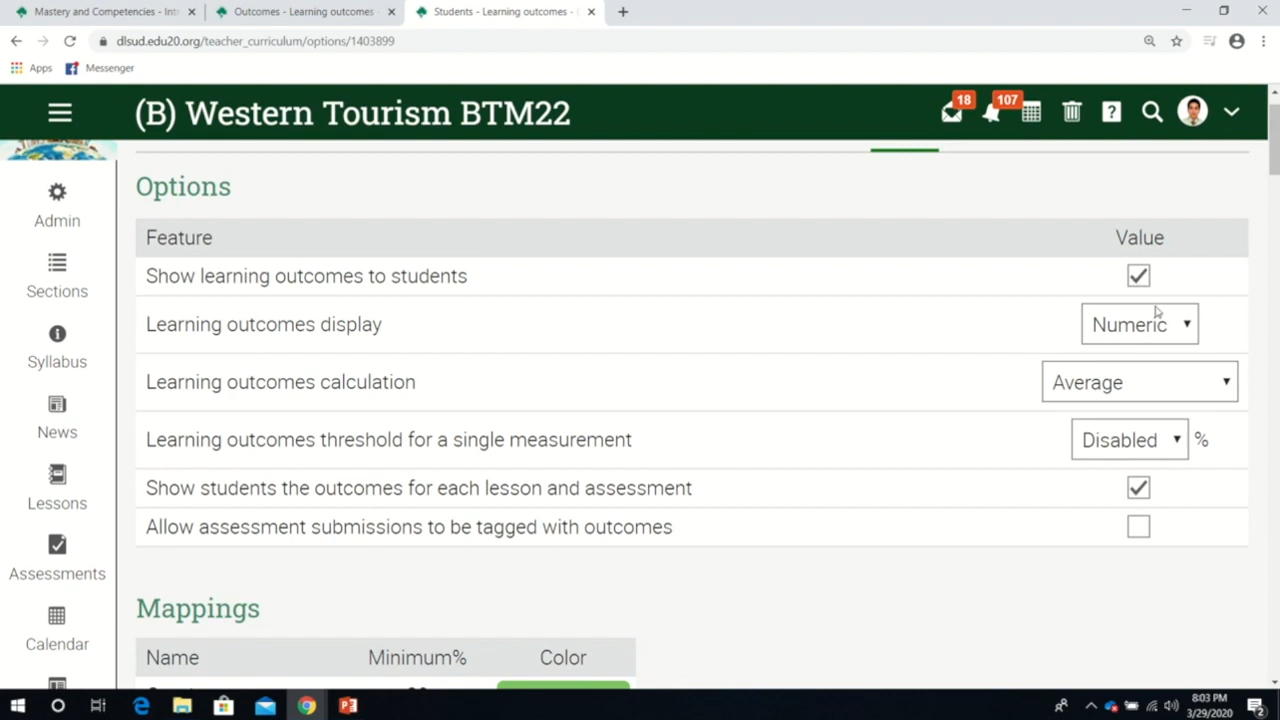 Mastery and Competencies - Int
Outcomes - Learning outcomes -
Students - Learning outcomes - (
dlsud.edu20.org/teacher_curriculum/options/1403899
Apps
Messenger
(B) Western Tourism BTM22
18
107
Admin
Sections
Syllabus
News
Lessons
Assessments
Calendar
Options
Feature Value
Show learning outcomes to students
Learning outcomes display Numeric
Learning outcomes calculation Average
Learning outcomes threshold for a single measurement Disabled %
Show students the outcomes for each lesson and assessment
Allow assessment submissions to be tagged with outcomes
Mappings
Name Minimum% Color
8:03 PM
3/29/2020
2